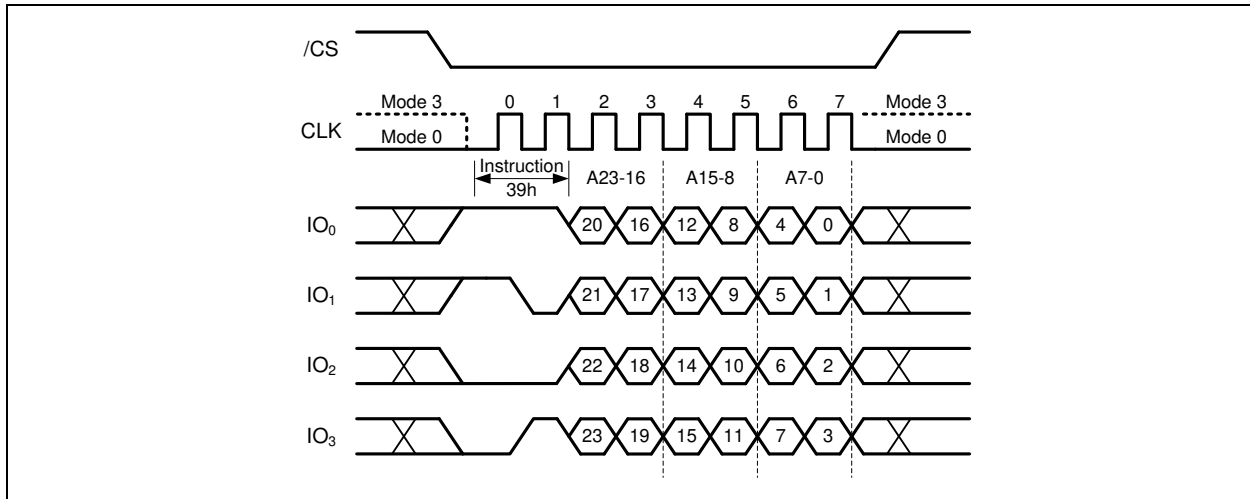 /CS
Mode 3 0 1 2 3 4 5 6 7 Mode 3
CLK Mode 0 Mode 0
Instruction
39h A23-16 A15-8 A7-0
IO₀ 20 16 12 8 4 0
IO₁ 21 17 13 9 5 1
IO₂ 22 18 14 10 6 2
IO₃ 23 19 15 11 7 3